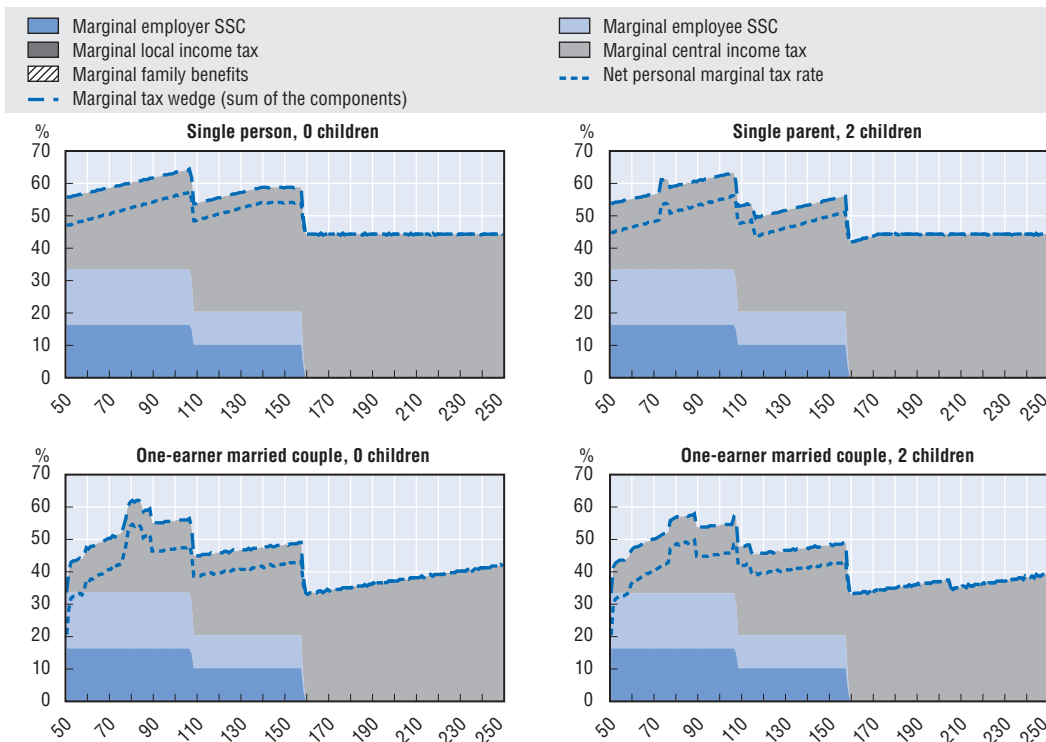 Marginal employer SSC
Marginal employee SSC
Marginal local income tax
Marginal central income tax
Marginal family benefits
Net personal marginal tax rate
Marginal tax wedge (sum of the components)
%
Single person, 0 children
70
60
50
40
30
20
10
0
50 70 90 110 130 150 170 190 210 230 250
%
Single parent, 2 children
70
60
50
40
30
20
10
0
50 70 90 110 130 150 170 190 210 230 250
%
One-earner married couple, 0 children
70
60
50
40
30
20
10
0
50 70 90 110 130 150 170 190 210 230 250
%
One-earner married couple, 2 children
70
60
50
40
30
20
10
0
50 70 90 110 130 150 170 190 210 230 250